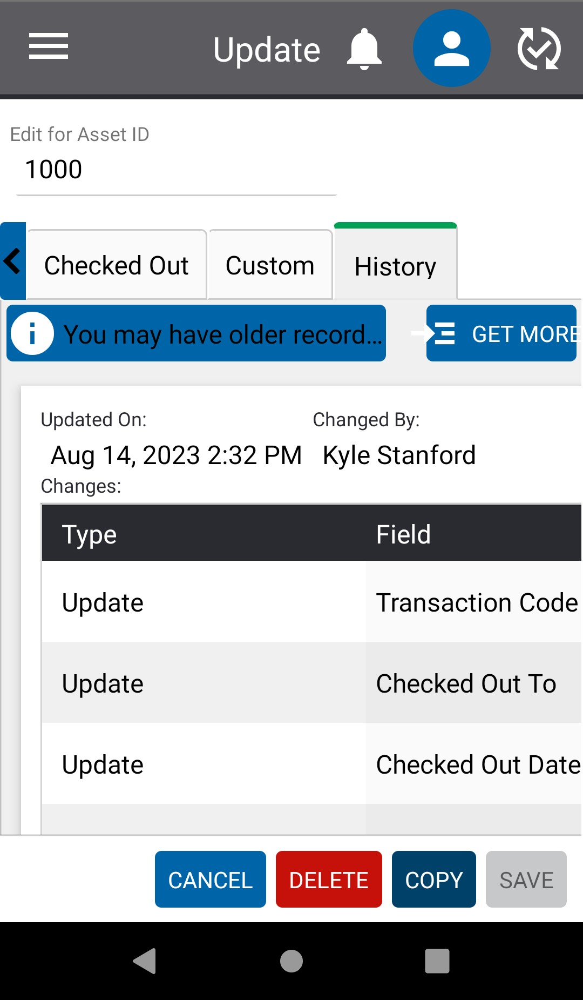 Update
Edit for Asset ID
1000
Checked Out Custom History
You may have older record... GET MORE
Updated On: Changed By:
Aug 14, 2023 2:32 PM Kyle Stanford
Changes:
Type Field
Update Transaction Code
Update Checked Out To
Update Checked Out Date
CANCEL DELETE COPY SAVE